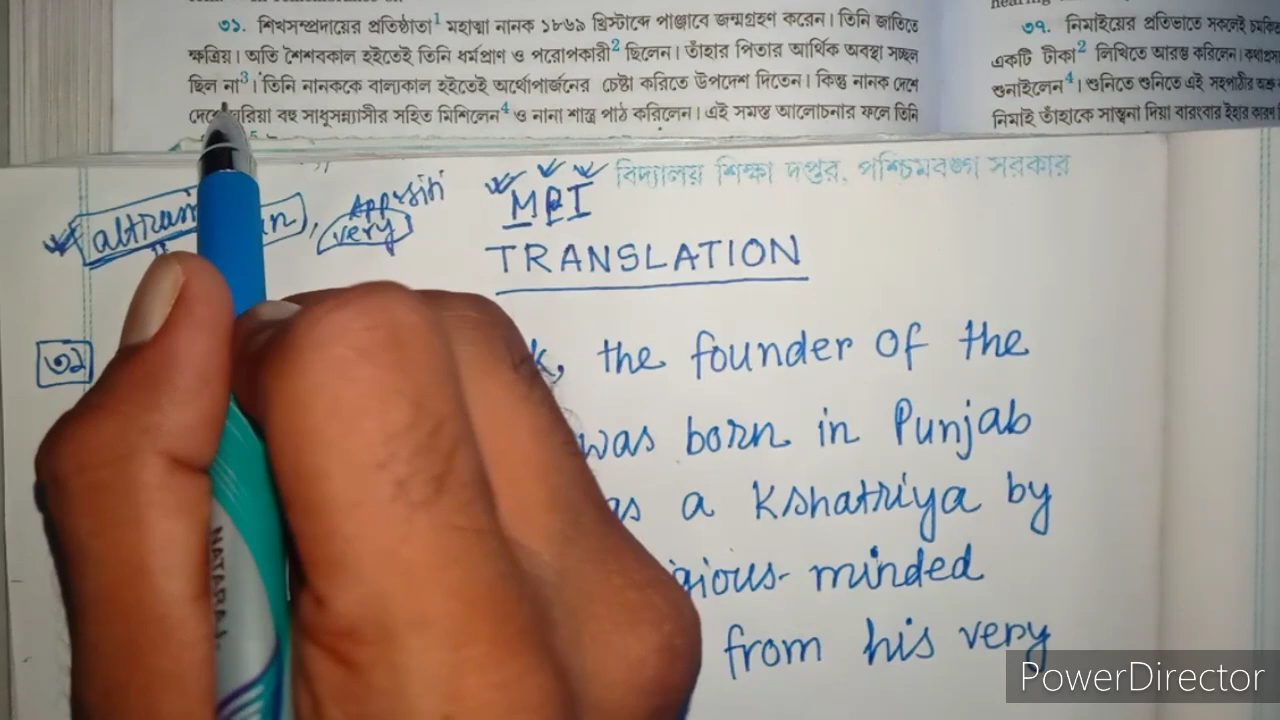 ৩১. শিখসম্প্রদায়ের প্রতিষ্ঠাতা1 মহাত্মা নানক ১৮৬৯ খ্রিস্টাব্দে পাঞ্জাবে জন্মগ্রহণ করেন। তিনি জাতিতে
ক্ষত্রিয়। অতি শৈশবকাল হইতেই তিনি ধর্মপ্রাণ ও পরোপকারী2 ছিলেন। তাঁহার পিতার আর্থিক অবস্থা সচ্ছল
ছিল না3। তিনি নানককে বাল্যকাল হইতেই অর্থোপার্জনের চেষ্টা করিতে উপদেশ দিতেন। কিন্তু নানক দেশে
বহু সাধুসন্ন্যাসীর সহিত মিশিলেন4 ও নানা শাস্ত্র পাঠ করিলেন। এই সমস্ত আলোচনার ফলে তিনি
৩৭. নিমাইয়ের প্রতিভাতে সকলেই
একটি টীকা2 লিখিতে আরম্ভ করিলেন।
শুনাইলেন4। শুনিতে শুনিতে এই সহপাঠীর
নিমাই তাঁহাকে সান্ত্বনা দিয়া বারংবার ইহার কারণ
বিদ্যালয় শিক্ষা দপ্তর, পশ্চিমবঙ্গ সরকার
very
TRANSLATION
৩১
the founder of the
was born in Punjab
a Kshatriya by
minded
from his very
PowerDirector